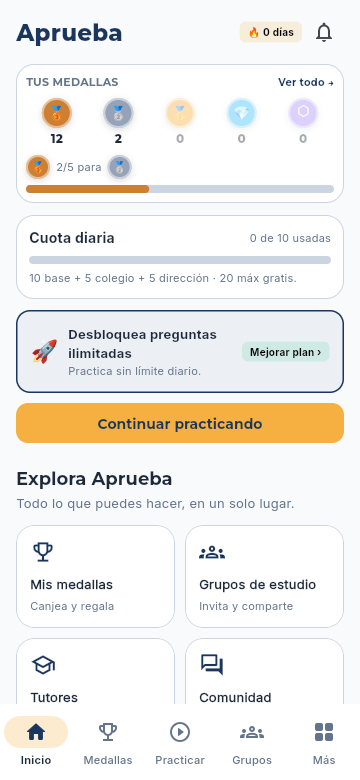 Aprueba
🔥 0 días
TUS MEDALLAS
Ver todo →
12
2
0
0
0
2/5 para
Cuota diaria
0 de 10 usadas
10 base + 5 colegio + 5 dirección · 20 máx gratis.
Desbloquea preguntas
ilimitadas
Practica sin límite diario.
Mejorar plan ›
Continuar practicando
Explora Aprueba
Todo lo que puedes hacer, en un solo lugar.
Mis medallas
Canjea y regala
Grupos de estudio
Invita y comparte
Tutores
Comunidad
Inicio
Medallas
Practicar
Grupos
Más